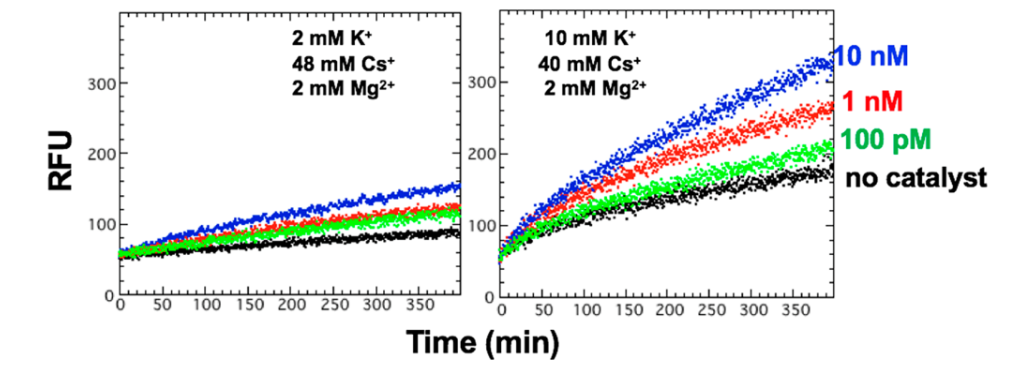 2 mM K⁺
48 mM Cs⁺
2 mM Mg²⁺
10 mM K⁺
40 mM Cs⁺
2 mM Mg²⁺
10 nM
1 nM
100 pM
no catalyst
RFU
300
200
100
0
0 50 100 150 200 250 300 350
300
200
100
0
0 50 100 150 200 250 300 350
Time (min)